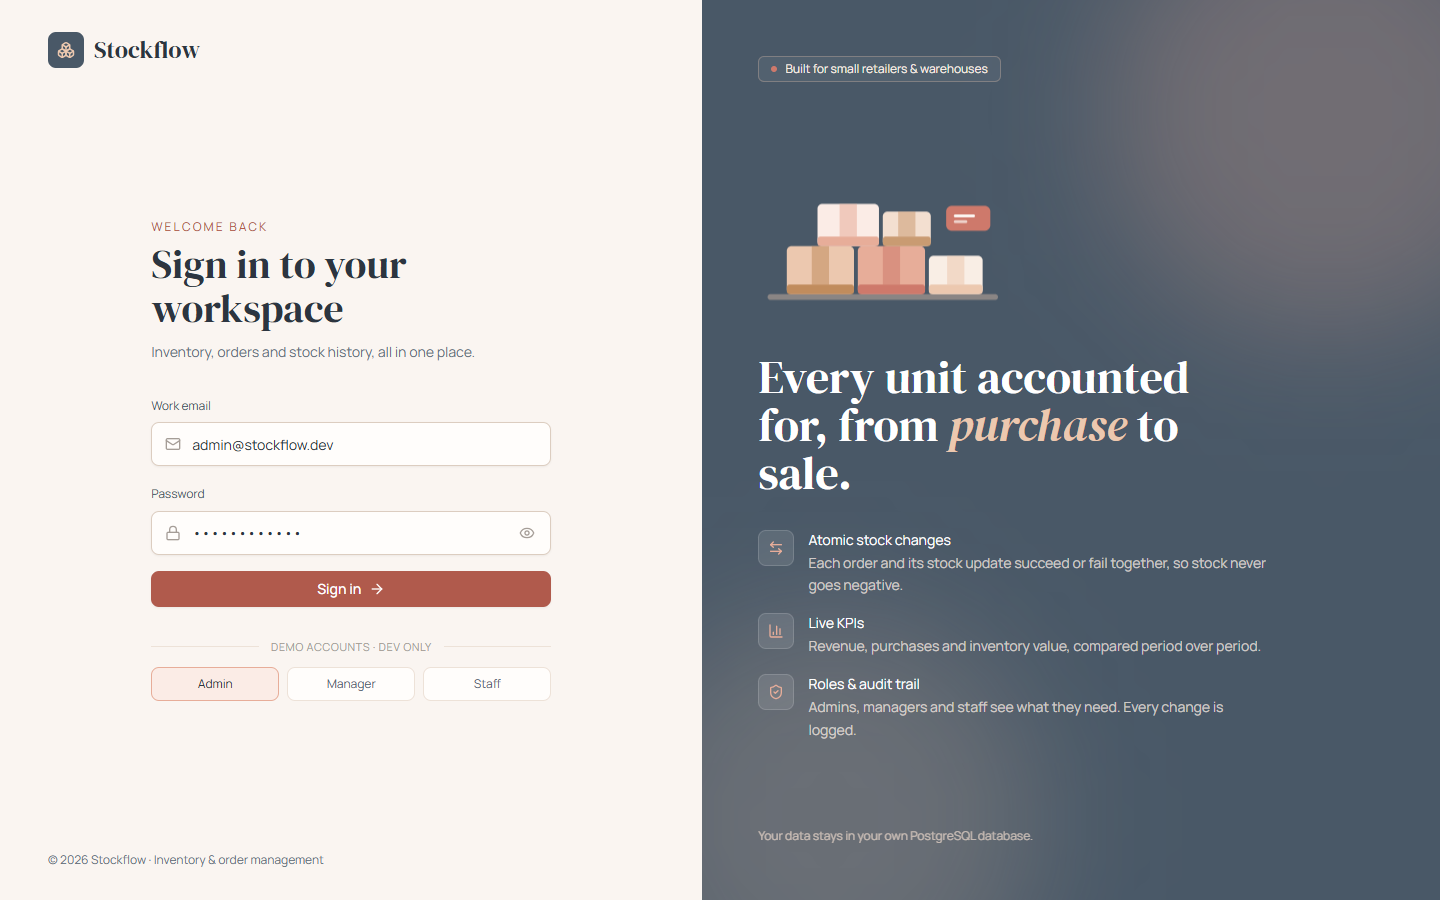 Stockflow
WELCOME BACK
Sign in to your
workspace
Inventory, orders and stock history, all in one place.
Work email
admin@stockflow.dev
Password
••••••••••••
Sign in
DEMO ACCOUNTS · DEV ONLY
Admin
Manager
Staff
© 2026 Stockflow · Inventory & order management
Built for small retailers & warehouses
Every unit accounted
for, from purchase to
sale.
Atomic stock changes
Each order and its stock update succeed or fail together, so stock never
goes negative.
Live KPIs
Revenue, purchases and inventory value, compared period over period.
Roles & audit trail
Admins, managers and staff see what they need. Every change is
logged.
Your data stays in your own PostgreSQL database.